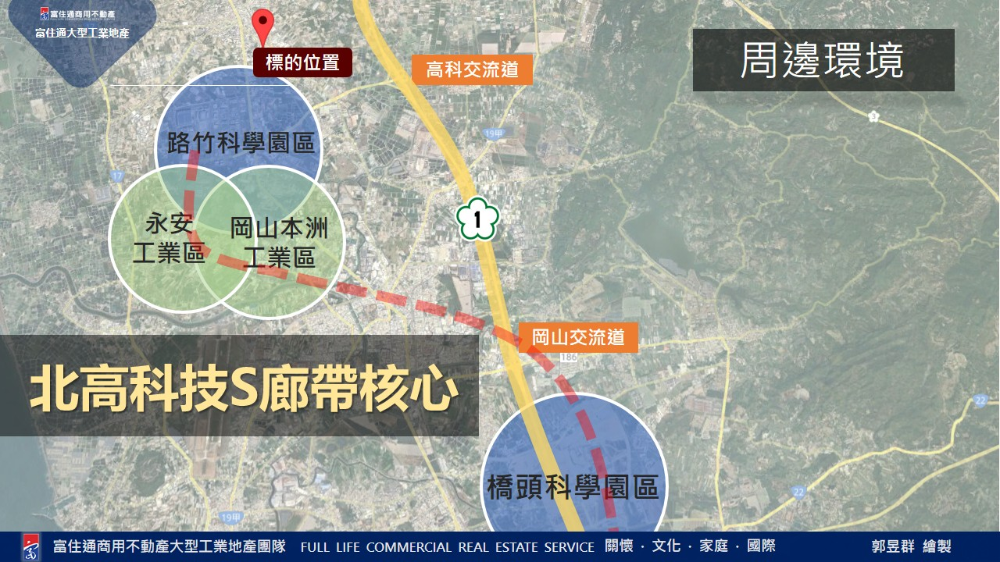 富住通商用不動產
富住通大型工業地產
標的位置
高科交流道
周邊環境
3
19甲
路竹科學園區
17
1
永安
工業區
岡山本洲
工業區
岡山交流道
186
北高科技S廊帶核心
22
橋頭科學園區
22
19甲
富住通商用不動產大型工業地產團隊 FULL LIFE COMMERCIAL REAL ESTATE SERVICE 關懷．文化．家庭．國際 郭昱群 繪製